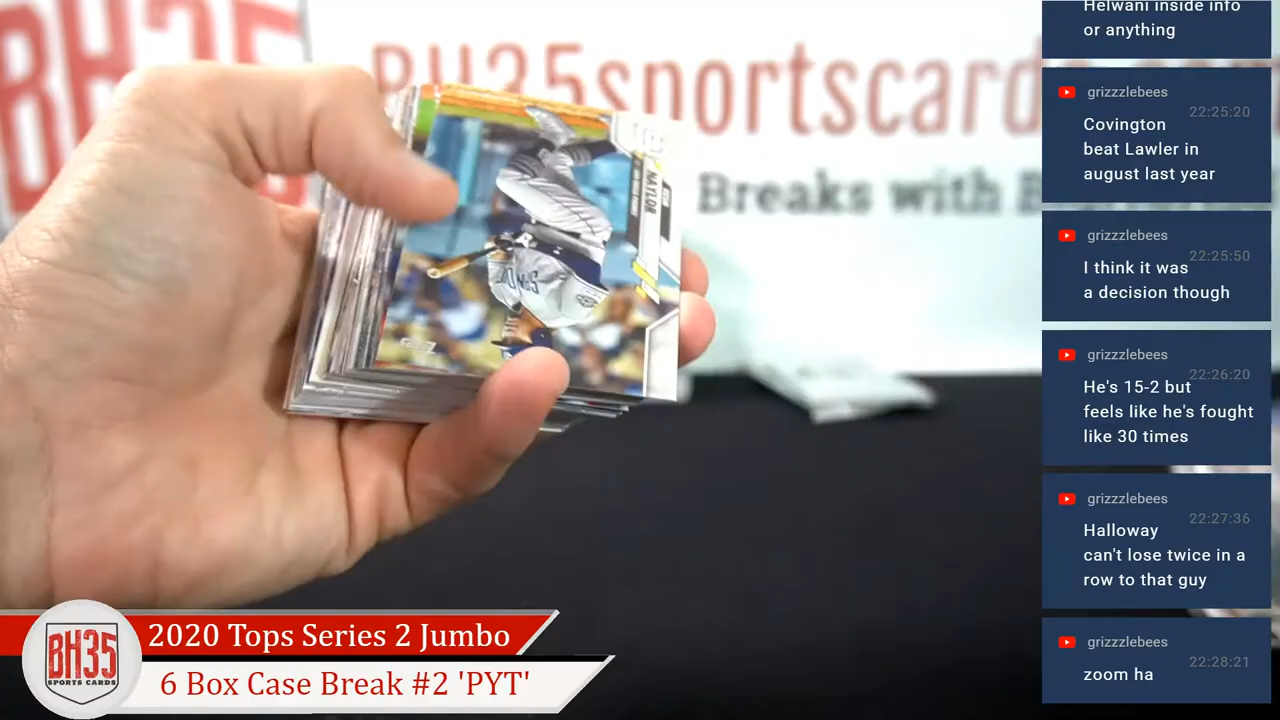 BH35
BH35sportscards
Breaks with B
NAYLOR
Helwani inside info
or anything
grizzzlebees
22:25:20
Covington
beat Lawler in
august last year
grizzzlebees
22:25:50
I think it was
a decision though
grizzzlebees
22:26:20
He's 15-2 but
feels like he's fought
like 30 times
grizzzlebees
22:27:36
Halloway
can't lose twice in a
row to that guy
grizzzlebees
22:28:21
zoom ha
BH35
SPORTS CARDS
2020 Tops Series 2 Jumbo
6 Box Case Break #2 'PYT'